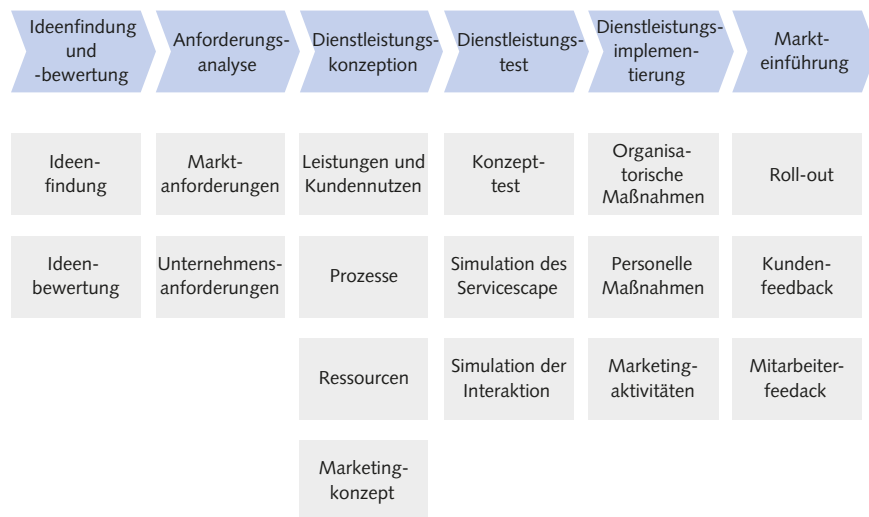 Ideenfindung
und
-bewertung
Anforderungs-
analyse
Dienstleistungs-
konzeption
Dienstleistungs-
test
Dienstleistungs-
implemen-
tierung
Markt-
einführung
Ideen-
findung
Markt-
anforderungen
Leistungen und
Kundennutzen
Konzept-
test
Organisa-
torische
Maßnahmen
Roll-out
Ideen-
bewertung
Unternehmens-
anforderungen
Prozesse
Simulation des
Servicescape
Personelle
Maßnahmen
Kunden-
feedback
Ressourcen
Simulation der
Interaktion
Marketing-
aktivitäten
Mitarbeiter-
feedack
Marketing-
konzept